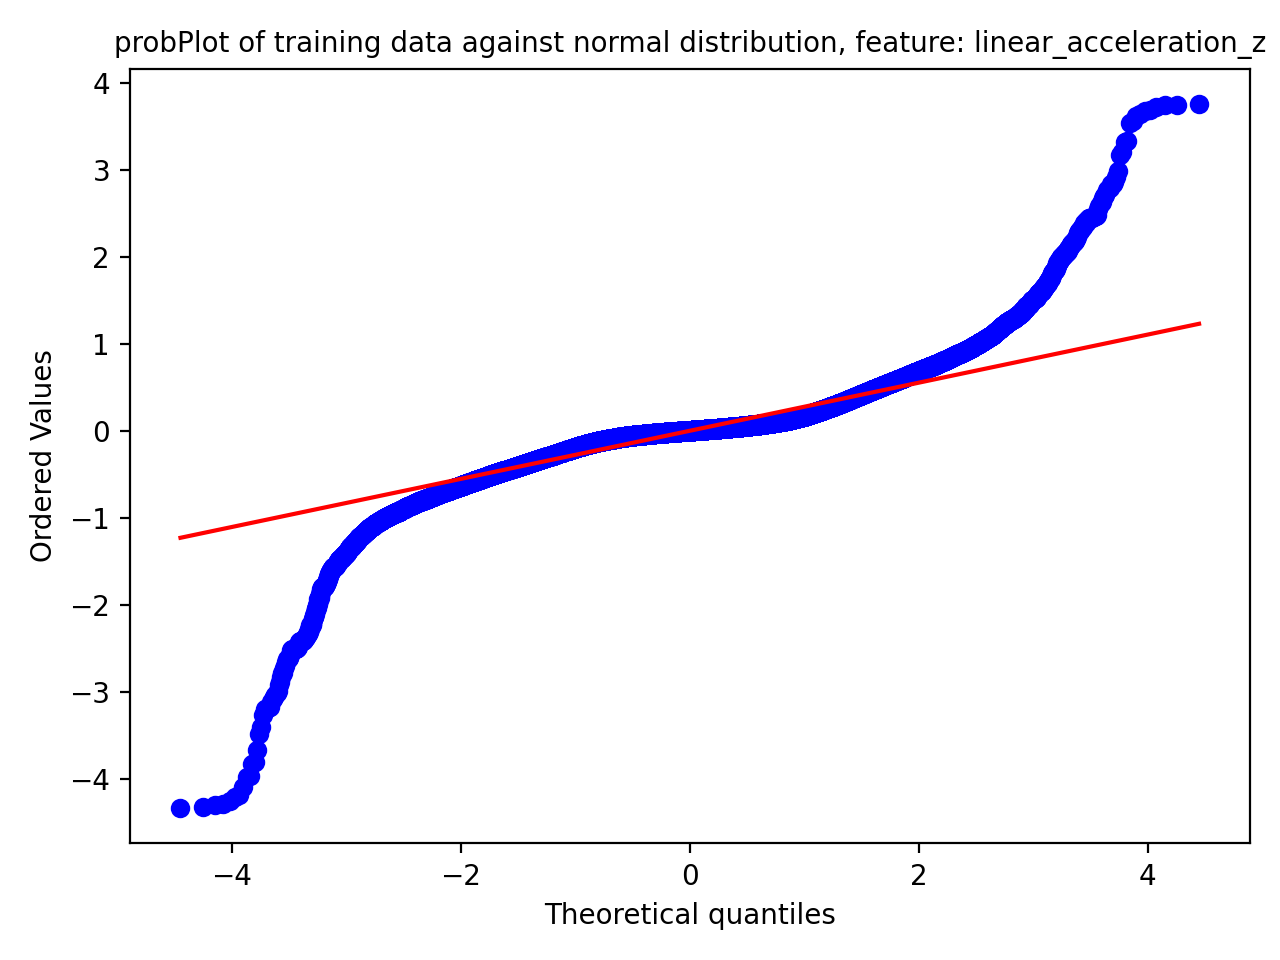 probPlot of training data against normal distribution, feature: linear_acceleration_z
4
3
2
1
0
−1
−2
−3
−4
Ordered Values
−4 −2 0 2 4
Theoretical quantiles